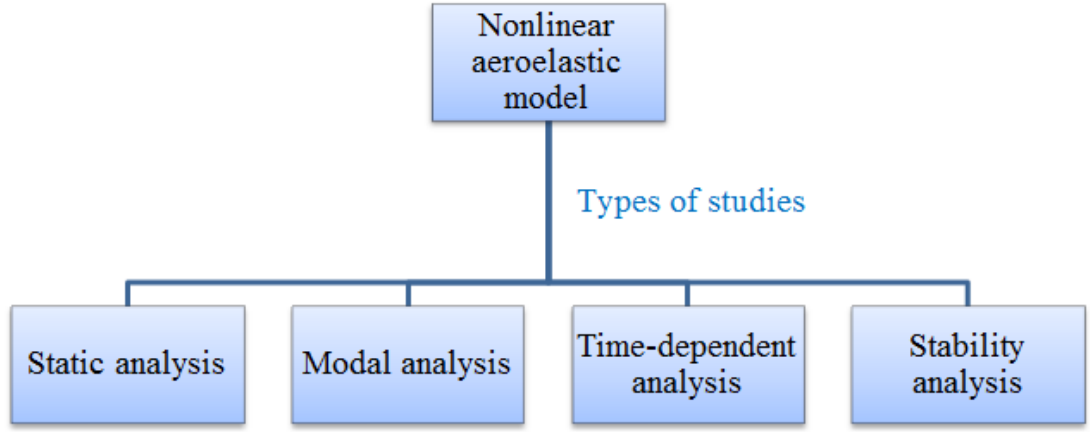 Nonlinear
aeroelastic
model
Types of studies
Static analysis
Modal analysis
Time-dependent
analysis
Stability
analysis